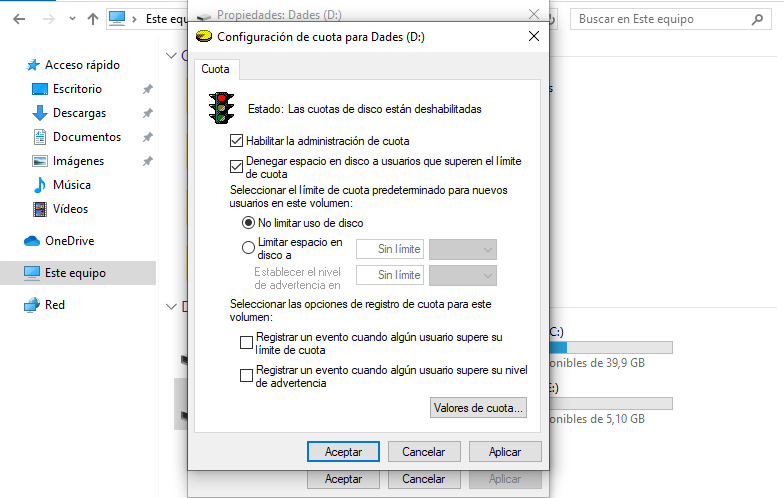 Propiedades: Dades (D:)
Este equipo
Buscar en Este equipo
Configuración de cuota para Dades (D:)
Cuota
Acceso rápido
Escritorio
Descargas
Documentos
Imágenes
Música
Vídeos
OneDrive
Este equipo
Red
Estado: Las cuotas de disco están deshabilitadas
Habilitar la administración de cuota
Denegar espacio en disco a usuarios que superen el límite
de cuota
Seleccionar el límite de cuota predeterminado para nuevos
usuarios en este volumen:
No limitar uso de disco
Limitar espacio en
disco a
Sin límite
Establecer el nivel
de advertencia en
Sin límite
Seleccionar las opciones de registro de cuota para este
volumen:
Registrar un evento cuando algún usuario supere su
límite de cuota
Registrar un evento cuando algún usuario supere su nivel
de advertencia
Valores de cuota...
Aceptar Cancelar Aplicar
Aceptar Cancelar Aplicar
C:)
onibles de 39,9 GB
E:)
onibles de 5,10 GB